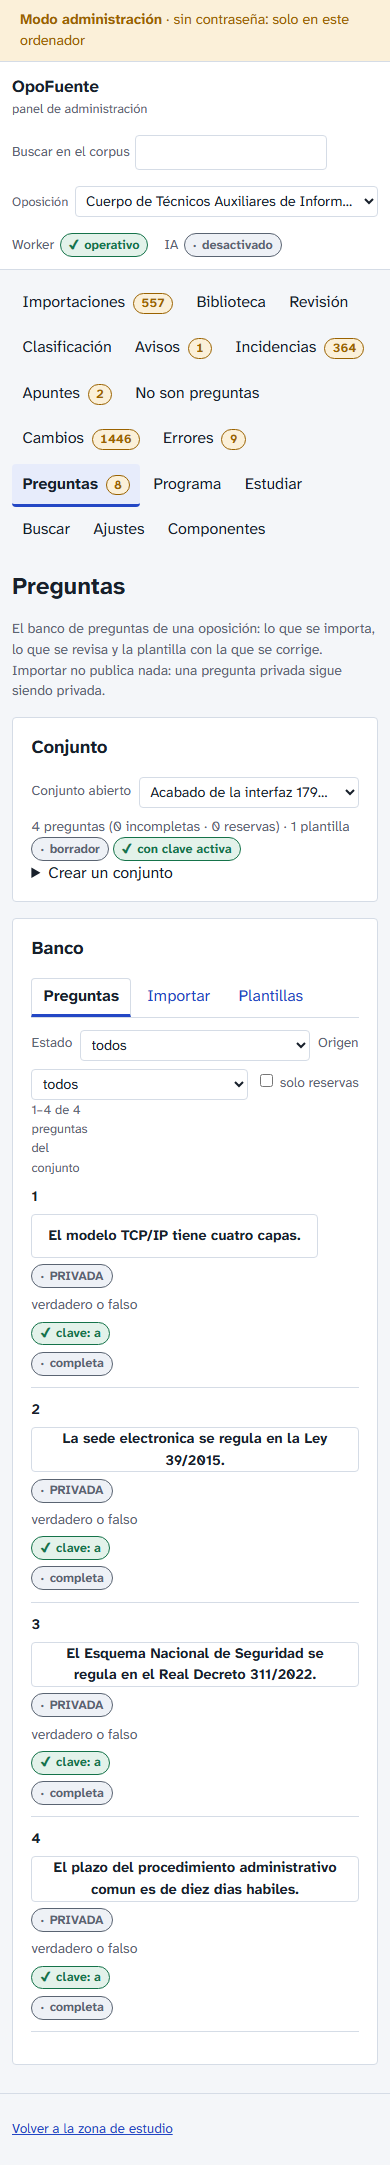 Modo administración · sin contraseña: solo en este
ordenador
OpoFuente
panel de administración
Buscar en el corpus
Oposición Cuerpo de Técnicos Auxiliares de Inform...
Worker ✔ operativo IA · desactivado
Importaciones 557 Biblioteca Revisión
Clasificación Avisos 1 Incidencias 364
Apuntes 2 No son preguntas
Cambios 1446 Errores 9
Preguntas 8 Programa Estudiar
Buscar Ajustes Componentes
Preguntas
El banco de preguntas de una oposición: lo que se importa,
lo que se revisa y la plantilla con la que se corrige.
Importar no publica nada: una pregunta privada sigue
siendo privada.
Conjunto
Conjunto abierto Acabado de la interfaz 179...
4 preguntas (0 incompletas · 0 reservas) · 1 plantilla
· borrador ✔ con clave activa
▶ Crear un conjunto
Banco
Preguntas Importar Plantillas
Estado todos Origen
todos solo reservas
1–4 de 4
preguntas
del
conjunto
1
El modelo TCP/IP tiene cuatro capas.
· PRIVADA
verdadero o falso
✔ clave: a
· completa
2
La sede electronica se regula en la Ley
39/2015.
· PRIVADA
verdadero o falso
✔ clave: a
· completa
3
El Esquema Nacional de Seguridad se
regula en el Real Decreto 311/2022.
· PRIVADA
verdadero o falso
✔ clave: a
· completa
4
El plazo del procedimiento administrativo
comun es de diez dias habiles.
· PRIVADA
verdadero o falso
✔ clave: a
· completa
Volver a la zona de estudio